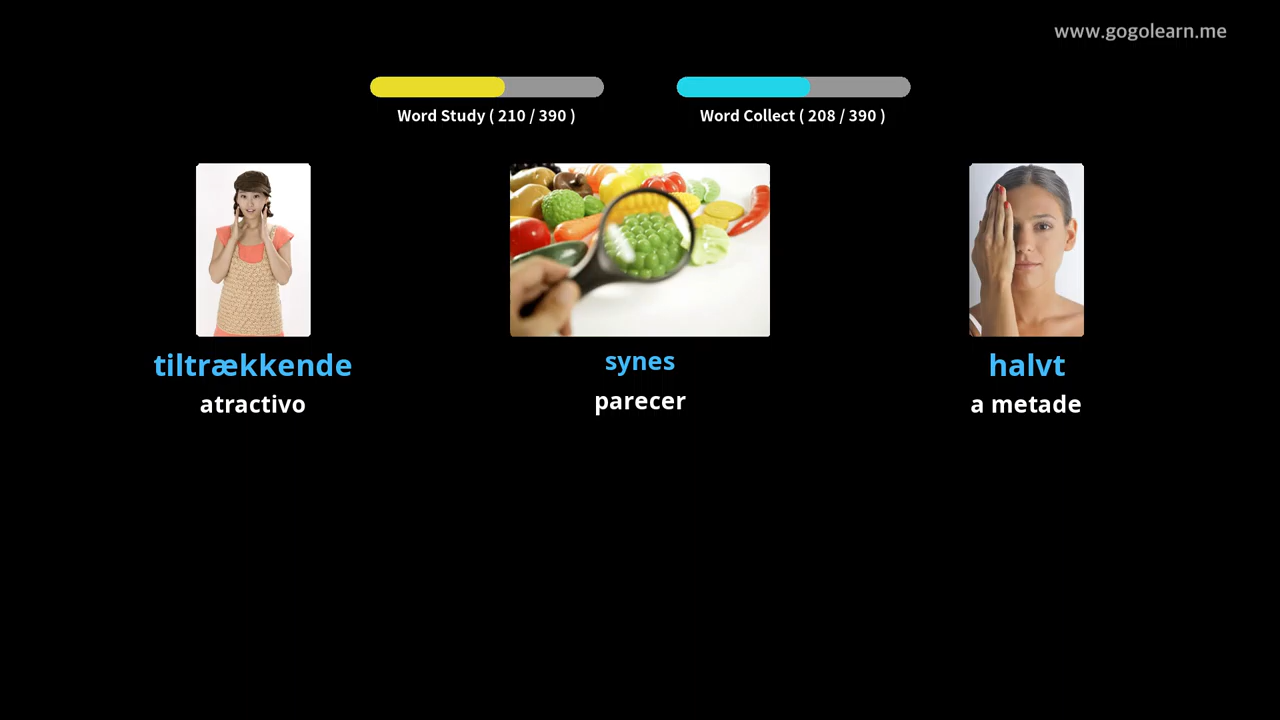 www.gogolearn.me
Word Study ( 210 / 390 )
Word Collect ( 208 / 390 )
tiltrækkende
atractivo
synes
parecer
halvt
a metade